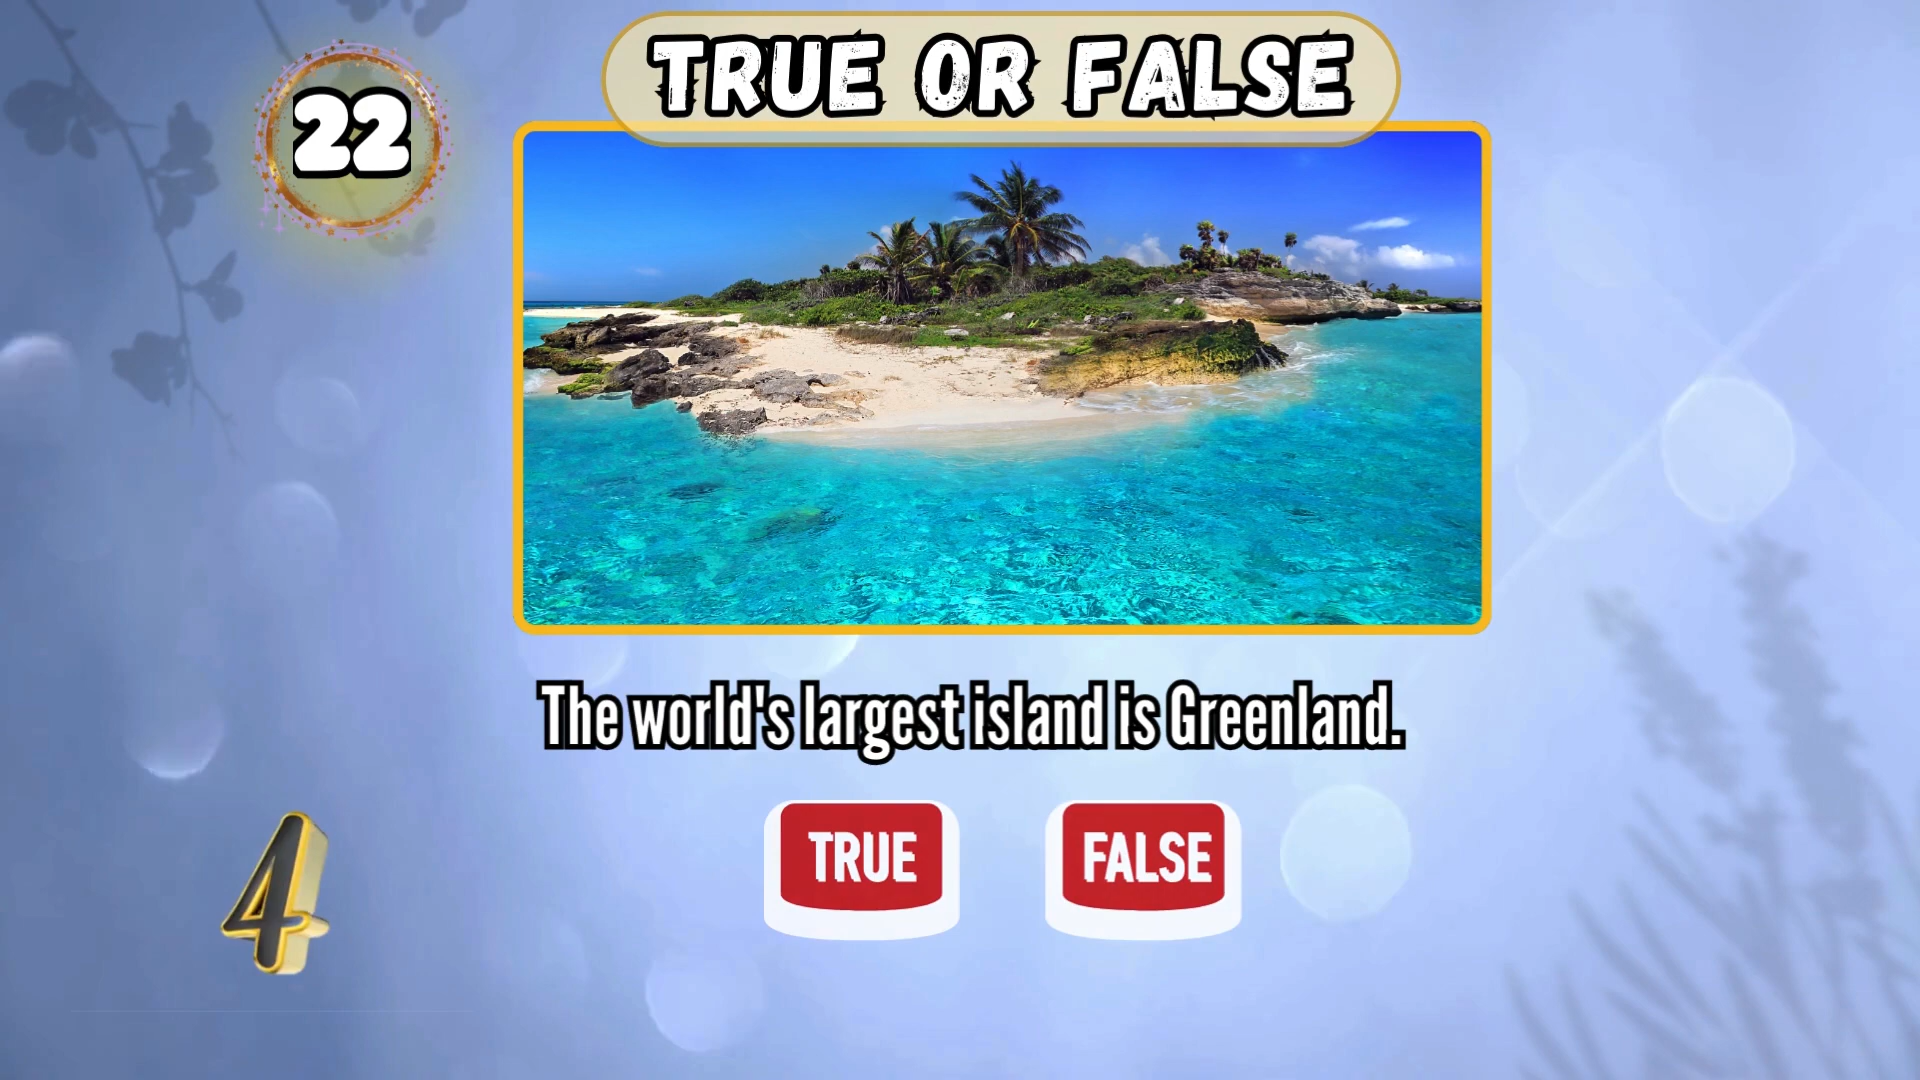 TRUE OR FALSE
22
The world's largest island is Greenland.
TRUE FALSE
4